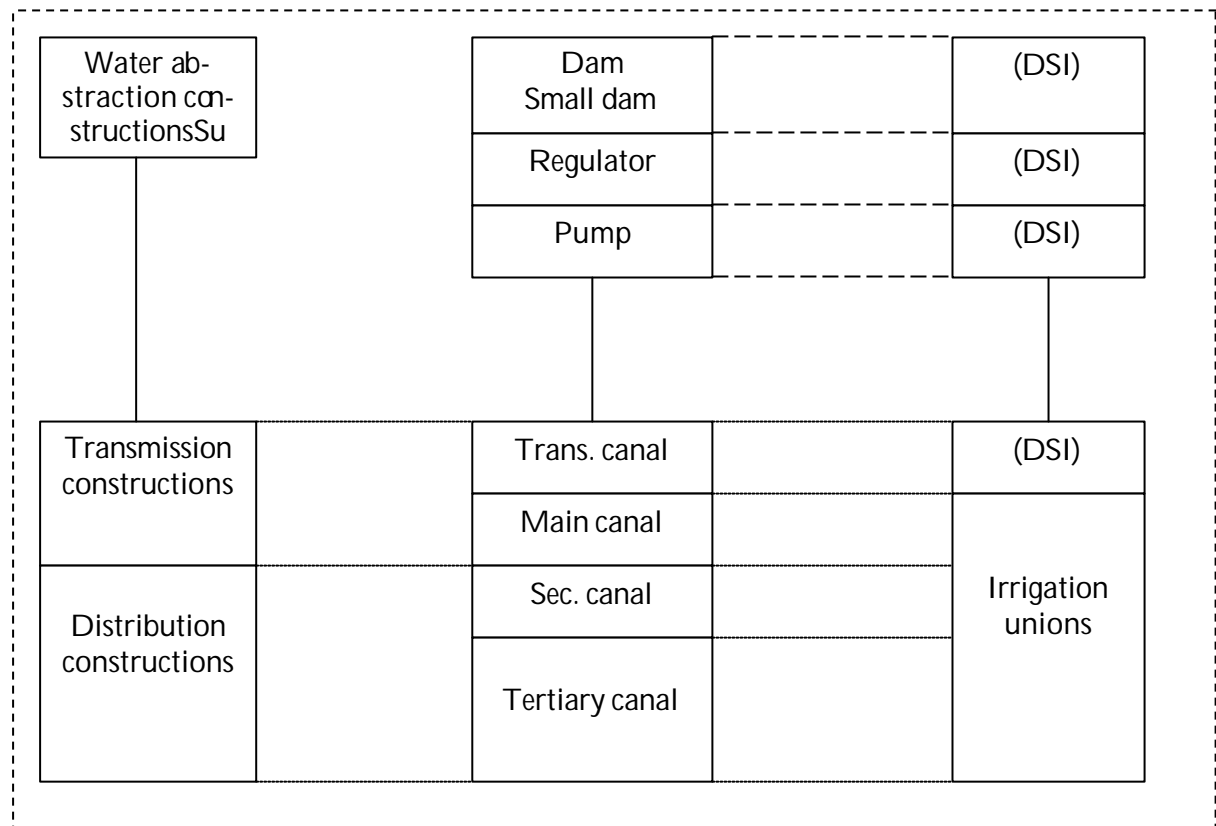 Water ab-
straction con-
structionsSu
Dam
Small dam
(DSI)
Regulator
(DSI)
Pump
(DSI)
Transmission
constructions
Trans. canal
(DSI)
Main canal
Distribution
constructions
Sec. canal
Tertiary canal
Irrigation
unions